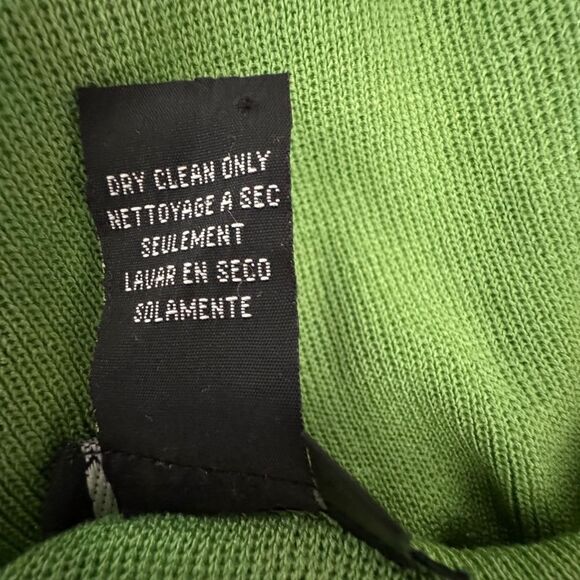 DRY CLEAN ONLY
NETTOYAGE A SEC
SEULEMENT
LAVAR EN SECO
SOLAMENTE